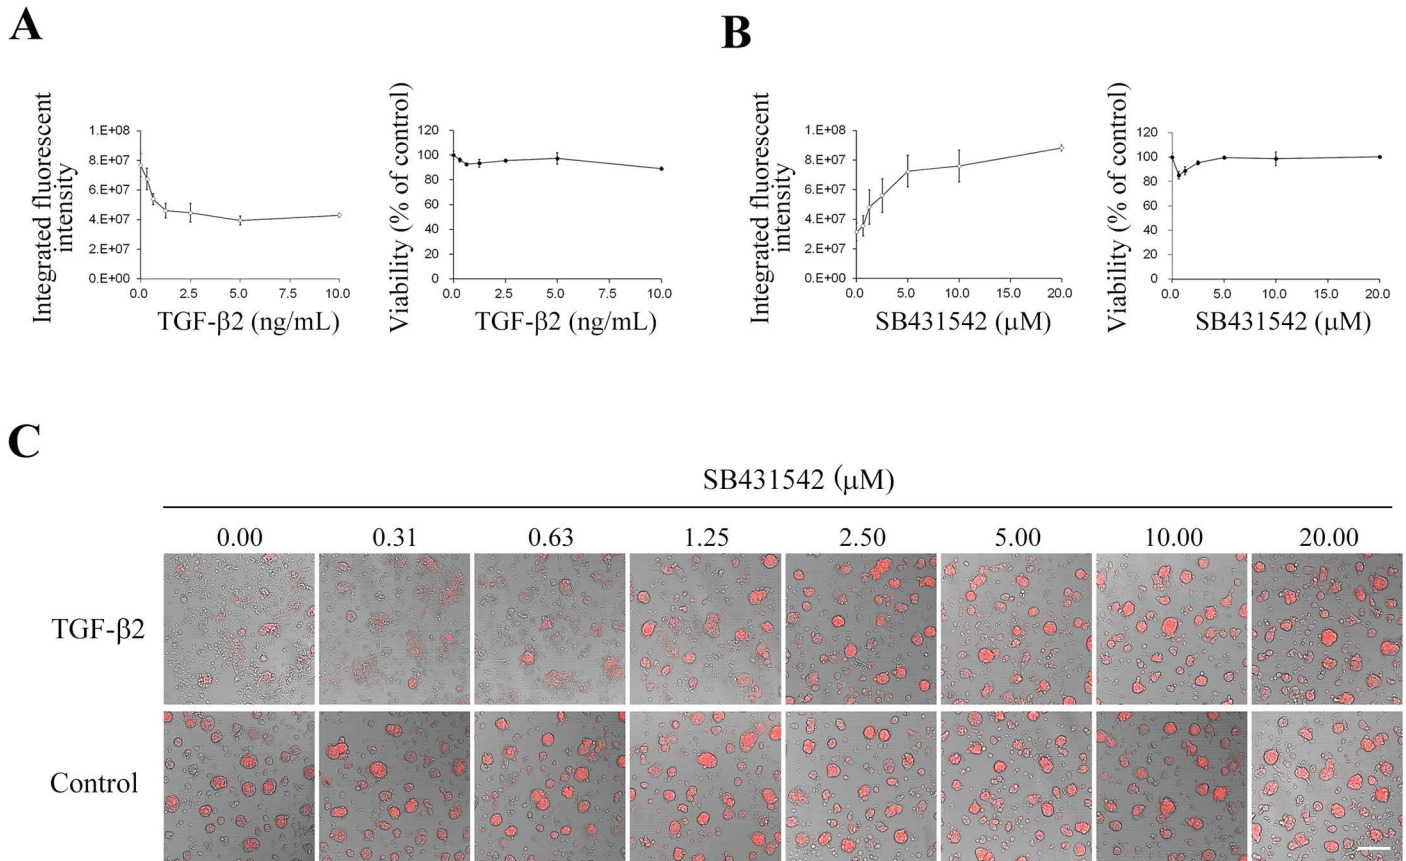 A
B
Integrated fluorescent
intensity
1.E+08
8.E+07
6.E+07
4.E+07
2.E+07
0.E+00
0.0 2.5 5.0 7.5 10.0
TGF-β2 (ng/mL)
Viability (% of control)
120
100
80
60
40
20
0
0.0 2.5 5.0 7.5 10.0
TGF-β2 (ng/mL)
Integrated fluorescent
intensity
1.E+08
8.E+07
6.E+07
4.E+07
2.E+07
0.E+00
0.0 5.0 10.0 15.0 20.0
SB431542 (μM)
Viability (% of control)
120
100
80
60
40
20
0
0.0 5.0 10.0 15.0 20.0
SB431542 (μM)
C
SB431542 (μM)
0.00 0.31 0.63 1.25 2.50 5.00 10.00 20.00
TGF-β2
Control